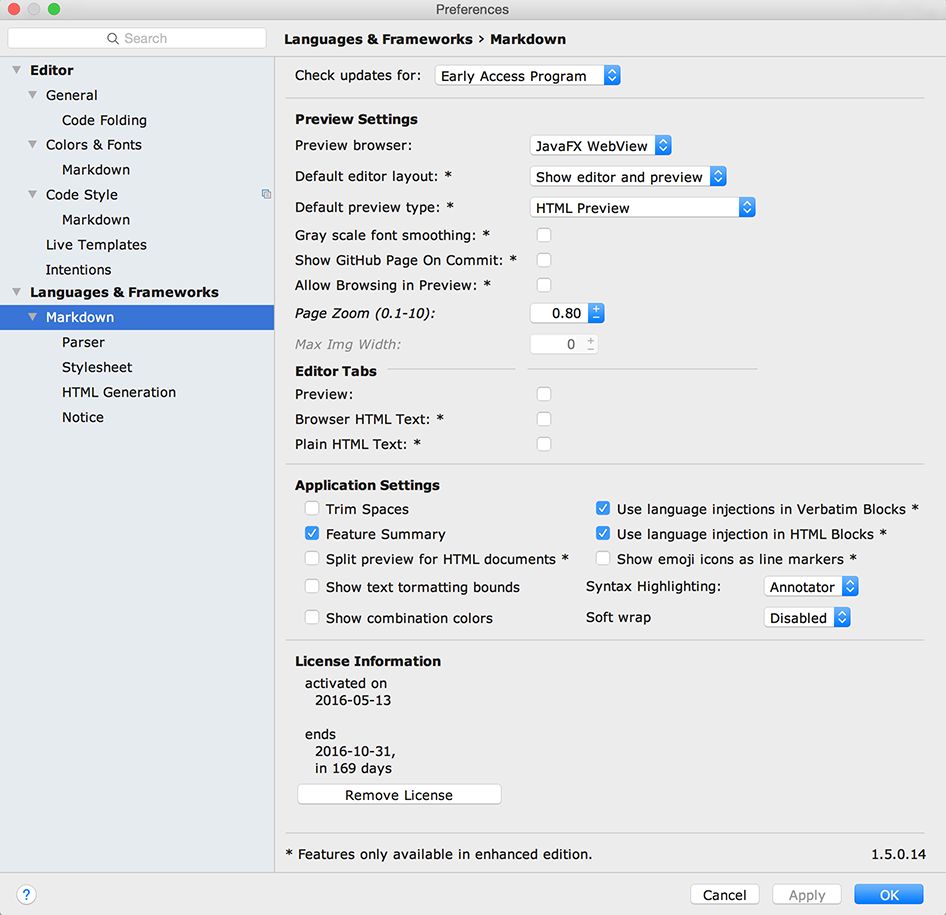 Preferences
Search
Languages & Frameworks › Markdown
Editor
General
Code Folding
Colors & Fonts
Markdown
Code Style
Markdown
Live Templates
Intentions
Languages & Frameworks
Markdown
Parser
Stylesheet
HTML Generation
Notice
Check updates for: Early Access Program
Preview Settings
Preview browser: JavaFX WebView
Default editor layout: * Show editor and preview
Default preview type: * HTML Preview
Gray scale font smoothing: *
Show GitHub Page On Commit: *
Allow Browsing in Preview: *
Page Zoom (0.1-10): 0.80
Max Img Width: 0
Editor Tabs
Preview:
Browser HTML Text: *
Plain HTML Text: *
Application Settings
Trim Spaces Use language injections in Verbatim Blocks *
Feature Summary Use language injection in HTML Blocks *
Split preview for HTML documents * Show emoji icons as line markers *
Show text tormatting bounds Syntax Highlighting: Annotator
Show combination colors Soft wrap Disabled
License Information
activated on
2016-05-13
ends
2016-10-31,
in 169 days
Remove License
* Features only available in enhanced edition. 1.5.0.14
? Cancel Apply OK